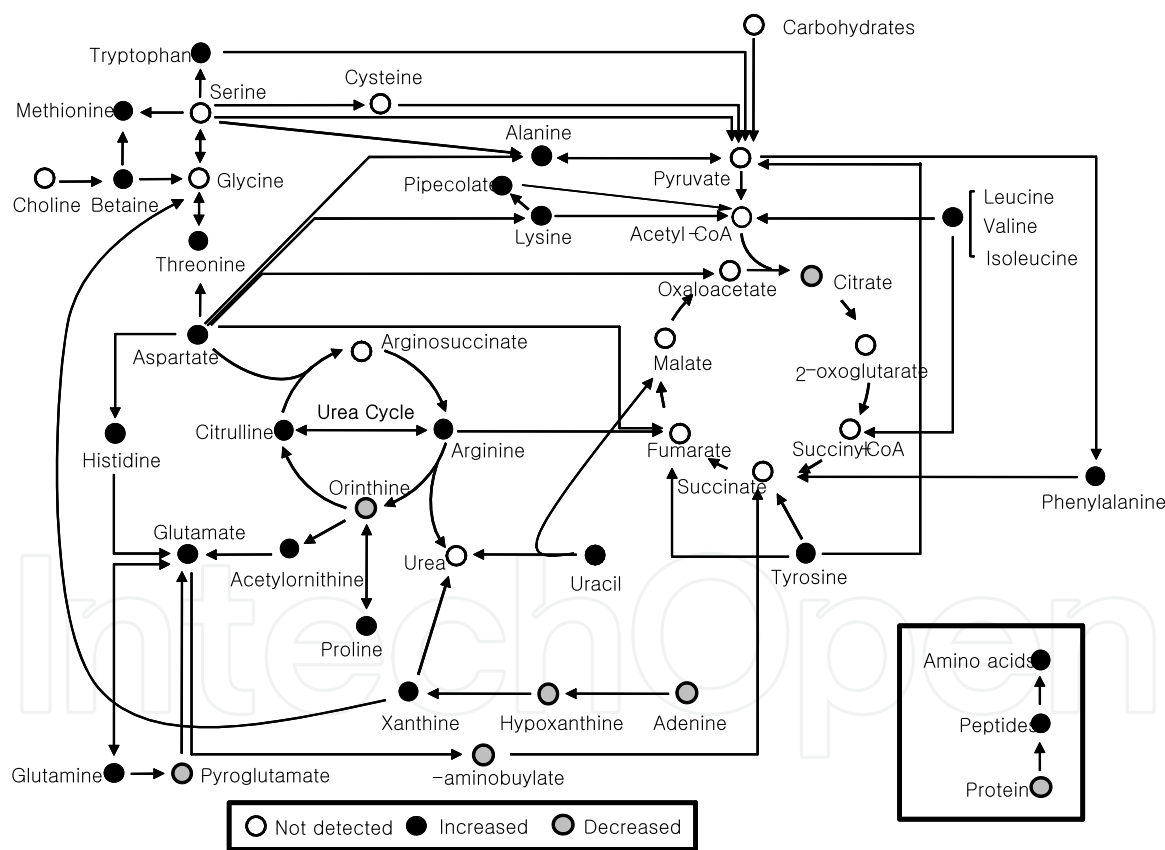 Carbohydrates
Tryptophan
Cysteine
Serine
Methionine
Alanine
Pyruvate
Pipecolate
Glycine
Choline Betaine
Leucine
Valine
Isoleucine
Lysine
Acetyl-CoA
Threonine
Oxaloacetate
Citrate
Aspartate
Arginosuccinate
Malate
2-oxoglutarate
Urea Cycle
Citrulline
Arginine
Histidine
Fumarate
Succinyl-CoA
Orinthine
Succinate
Phenylalanine
Glutamate
Acetylornithine
Urea
Uracil
Tyrosine
IntechOpen
Proline
Amino acids
Xanthine
Hypoxanthine
Adenine
Peptides
Glutamine
Pyroglutamate
-aminobuylate
Protein
Not detected Increased Decreased